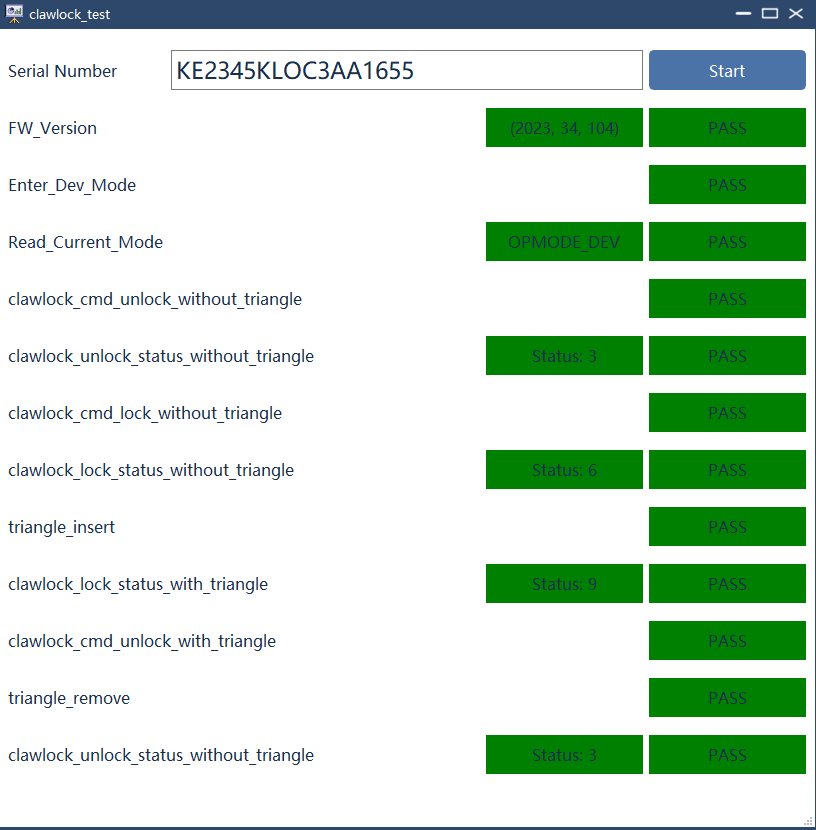 clawlock_test
Serial Number KE2345KLOC3AA1655 Start
FW_Version (2023, 34, 104) PASS
Enter_Dev_Mode PASS
Read_Current_Mode OPMODE_DEV PASS
clawlock_cmd_unlock_without_triangle PASS
clawlock_unlock_status_without_triangle Status: 3 PASS
clawlock_cmd_lock_without_triangle PASS
clawlock_lock_status_without_triangle Status: 6 PASS
triangle_insert PASS
clawlock_lock_status_with_triangle Status: 9 PASS
clawlock_cmd_unlock_with_triangle PASS
triangle_remove PASS
clawlock_unlock_status_without_triangle Status: 3 PASS